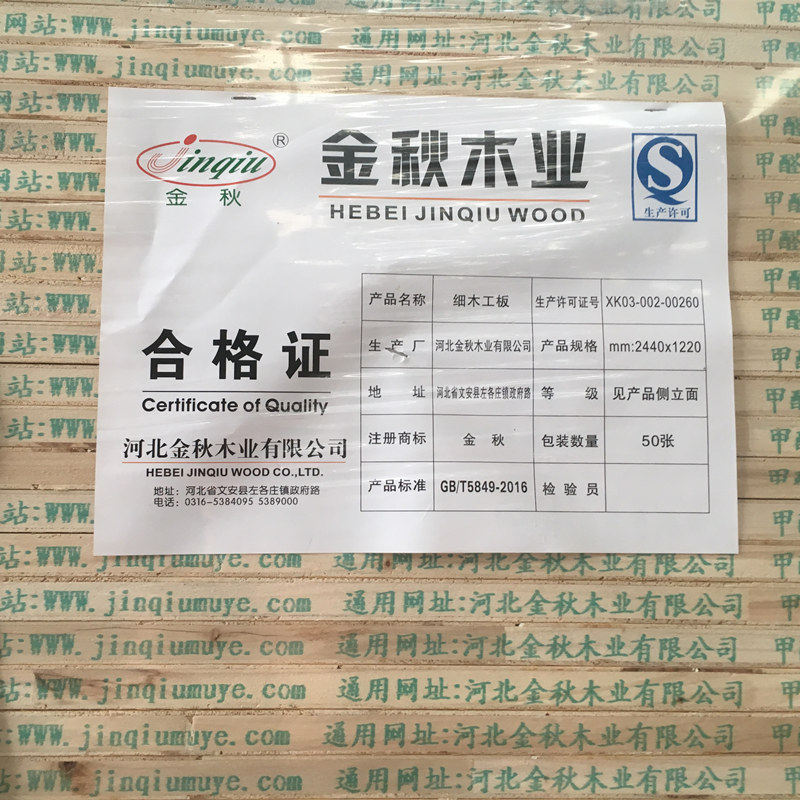 网站:www.jinqiumuye.com 通用网址:河北金秋木业有限公司 甲醛
Jinqiu®
金秋
金秋木业
HEBEI JINQIU WOOD
生产许可
合格证
Certificate of Quality
河北金秋木业有限公司
HEBEI JINQIU WOOD CO.,LTD.
地址：河北省文安县左各庄镇政府路
电话：0316-5384095 5389000
产品名称 细木工板 生产许可证号 XK03-002-00260
生产厂 河北金秋木业有限公司 产品规格 mm:2440x1220
地址 河北省文安县左各庄镇政府路 等级 见产品侧立面
注册商标 金秋 包装数量 50张
产品标准 GB/T5849-2016 检验员
站:www.jinqiumuye.com 通用网址:河北金秋木业有限公司
站:www.jinqiumuye.com 通用网址:河北金秋木业有限公司
www.jinqiumuye.com 通用网址:河北金秋木业有限公司
www.jinqiumuye.com 通用网址:河北金秋木业有限公司
www.jinqiumuye.com 通用网址:河北金秋木业有限公司